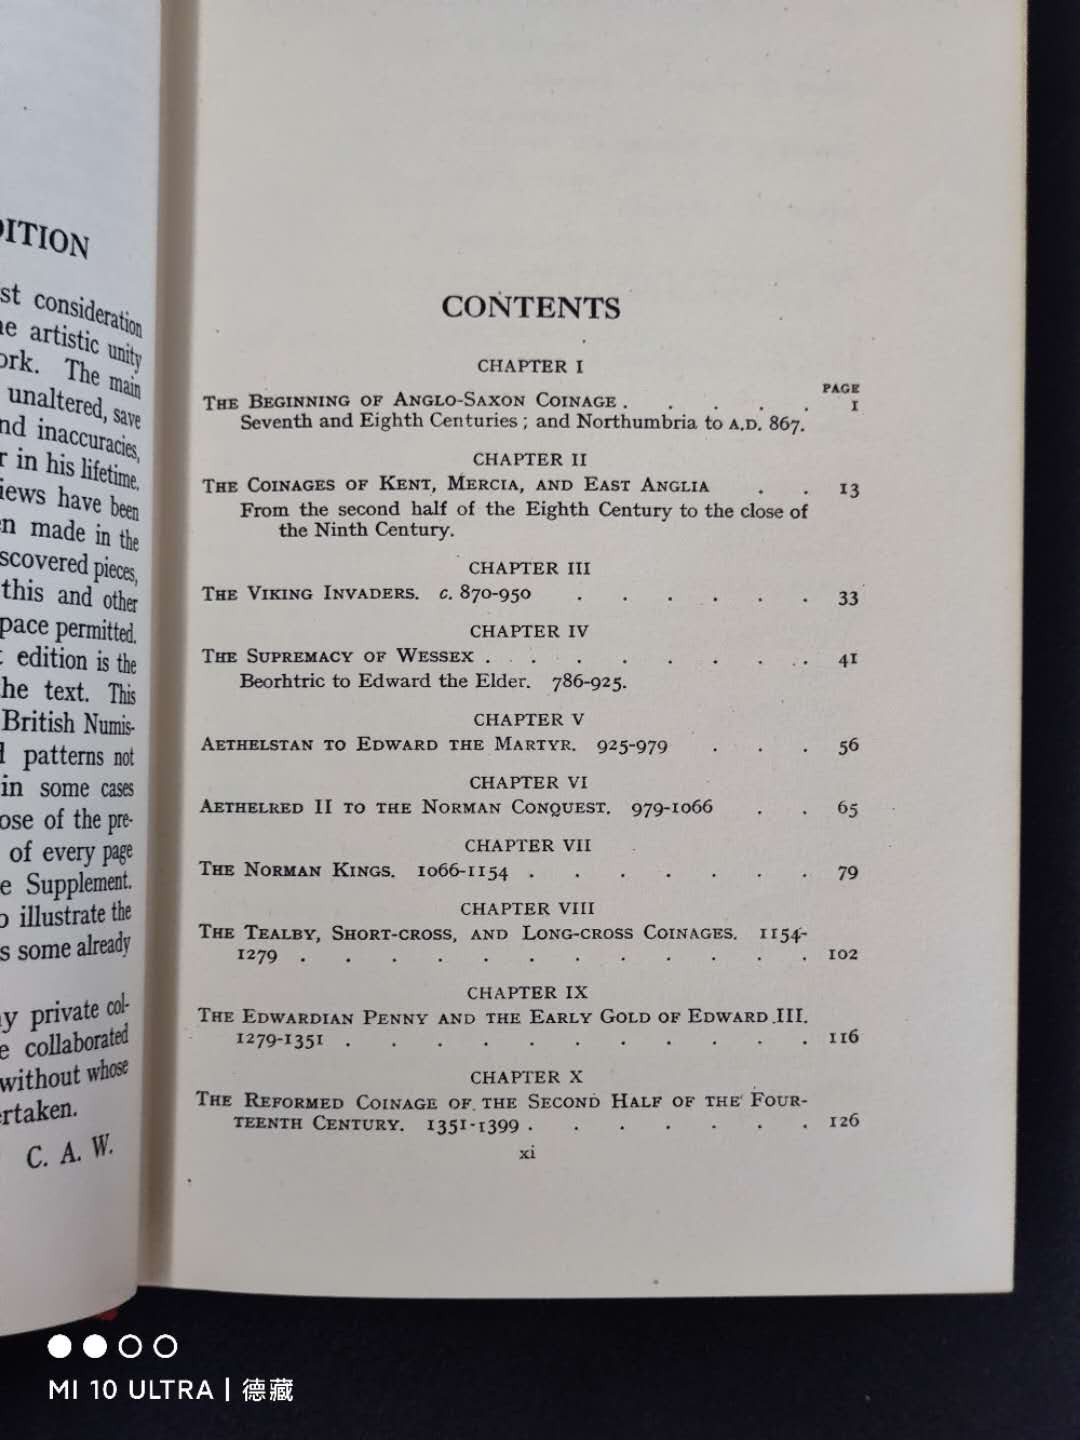 DITION
st consideration
e artistic unity
ork. The main
unaltered, save
nd inaccuracies,
r in his lifetime.
iews have been
n made in the
scovered pieces,
this and other
pace permitted.
t edition is the
he text. This
British Numis-
d patterns not
in some cases
ose of the pre-
of every page
e Supplement.
o illustrate the
s some already
y private col-
e collaborated
without whose
ertaken.
C. A. W.
CONTENTS
CHAPTER I
PAGE
THE BEGINNING OF ANGLO-SAXON COINAGE . . . . . 1
Seventh and Eighth Centuries; and Northumbria to A.D. 867.
CHAPTER II
THE COINAGES OF KENT, MERCIA, AND EAST ANGLIA . . 13
From the second half of the Eighth Century to the close of
the Ninth Century.
CHAPTER III
THE VIKING INVADERS. c. 870-950 . . . . . . 33
CHAPTER IV
THE SUPREMACY OF WESSEX . . . . . . . . 41
Beorhtric to Edward the Elder. 786-925.
CHAPTER V
AETHELSTAN TO EDWARD THE MARTYR. 925-979 . . . 56
CHAPTER VI
AETHELRED II TO THE NORMAN CONQUEST. 979-1066 . . 65
CHAPTER VII
THE NORMAN KINGS. 1066-1154 . . . . . . . 79
CHAPTER VIII
THE TEALBY, SHORT-CROSS, AND LONG-CROSS COINAGES. 1154-
1279 . . . . . . . . . . . . 102
CHAPTER IX
THE EDWARDIAN PENNY AND THE EARLY GOLD OF EDWARD III.
1279-1351 . . . . . . . . . . . 116
CHAPTER X
THE REFORMED COINAGE OF THE SECOND HALF OF THE FOUR-
TEENTH CENTURY. 1351-1399 . . . . . . . 126
xi
MI 10 ULTRA | 德藏